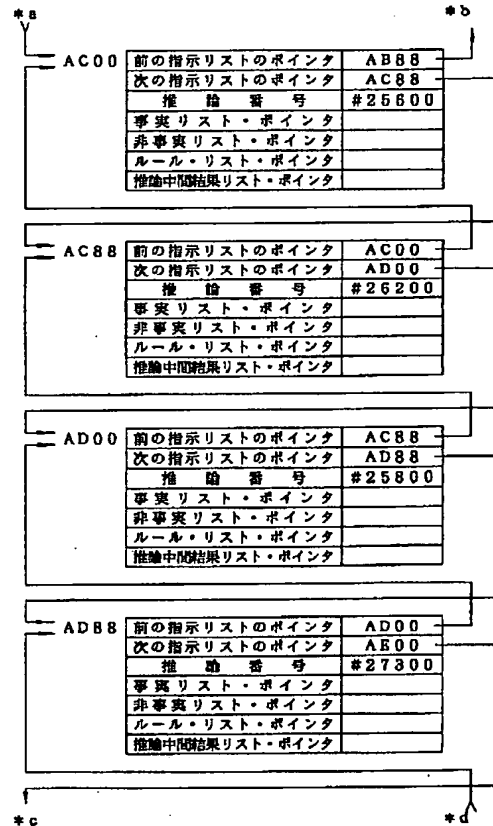 *a *b
AC00 前の指示リストのポインタ AB88
次の指示リストのポインタ AC88
推論番号 #25600
事実リスト・ポインタ
非事実リスト・ポインタ
ルール・リスト・ポインタ
推論中間結果リスト・ポインタ
AC88 前の指示リストのポインタ AC00
次の指示リストのポインタ AD00
推論番号 #26200
事実リスト・ポインタ
非事実リスト・ポインタ
ルール・リスト・ポインタ
推論中間結果リスト・ポインタ
AD00 前の指示リストのポインタ AC88
次の指示リストのポインタ AD88
推論番号 #25800
事実リスト・ポインタ
非事実リスト・ポインタ
ルール・リスト・ポインタ
推論中間結果リスト・ポインタ
AD88 前の指示リストのポインタ AD00
次の指示リストのポインタ AE00
推論番号 #27300
事実リスト・ポインタ
非事実リスト・ポインタ
ルール・リスト・ポインタ
推論中間結果リスト・ポインタ
*c *d